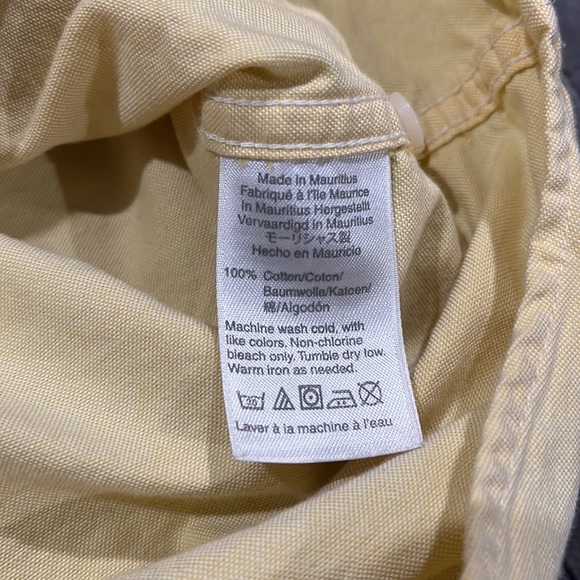 Made in Mauritius
Fabriqué à l'Ile Maurice
In Mauritius Hergestellt
Vervaardigd in Mauritius
モーリシャス製
Hecho en Mauricio
100% Cotton/Coton/
Baumwolle/Katoen/
綿/Algodón
Machine wash cold, with
like colors. Non-chlorine
bleach only. Tumble dry low.
Warm iron as needed.
30
Laver à la machine à l'eau